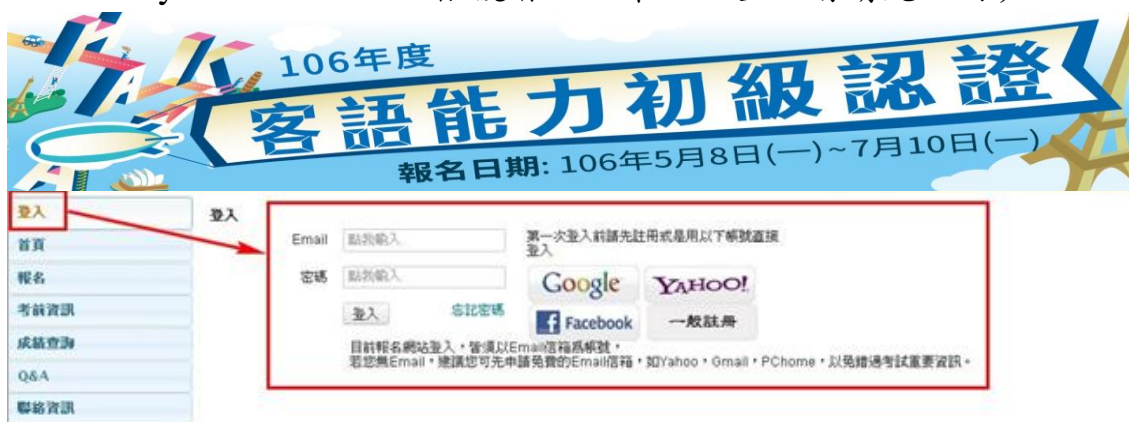 106年度
客語能力初級認證
報名日期: 106年5月8日(一)~7月10日(一)
登入
首頁
報名
考前資訊
成績查詢
Q&A
聯絡資訊
登入
Email 點我輸入
密碼 點我輸入
登入 忘記密碼
第一次登入前請先註冊或是用以下帳號直接
登入
Google YAHOO!
Facebook 一般註冊
目前報名網站登入，皆須以Email信箱為帳號，
若您無Email，建議您可先申請免費的Email信箱，如Yahoo，Gmail，PChome，以免錯過考試重要資訊。